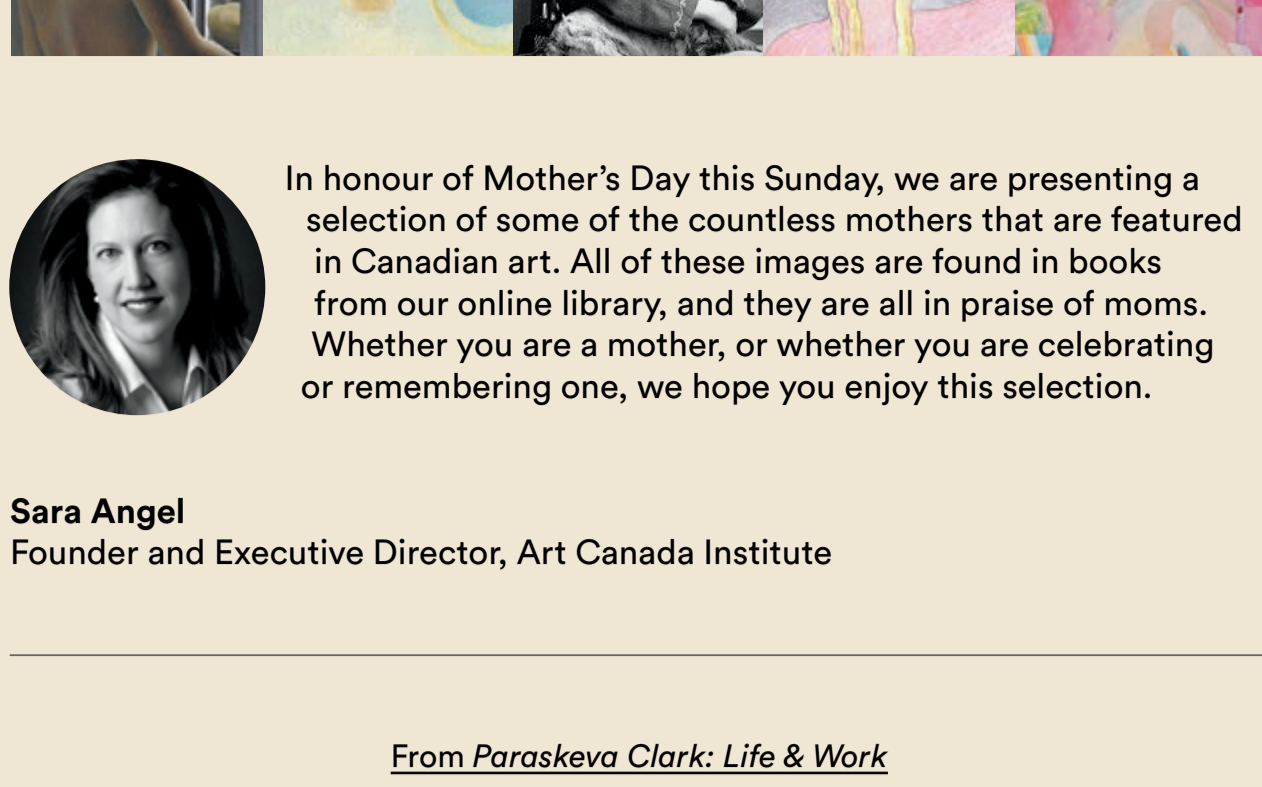 In honour of Mother’s Day this Sunday, we are presenting a
selection of some of the countless mothers that are featured
in Canadian art. All of these images are found in books
from our online library, and they are all in praise of moms.
Whether you are a mother, or whether you are celebrating
or remembering one, we hope you enjoy this selection.
Sara Angel
Founder and Executive Director, Art Canada Institute
From Paraskeva Clark: Life & Work